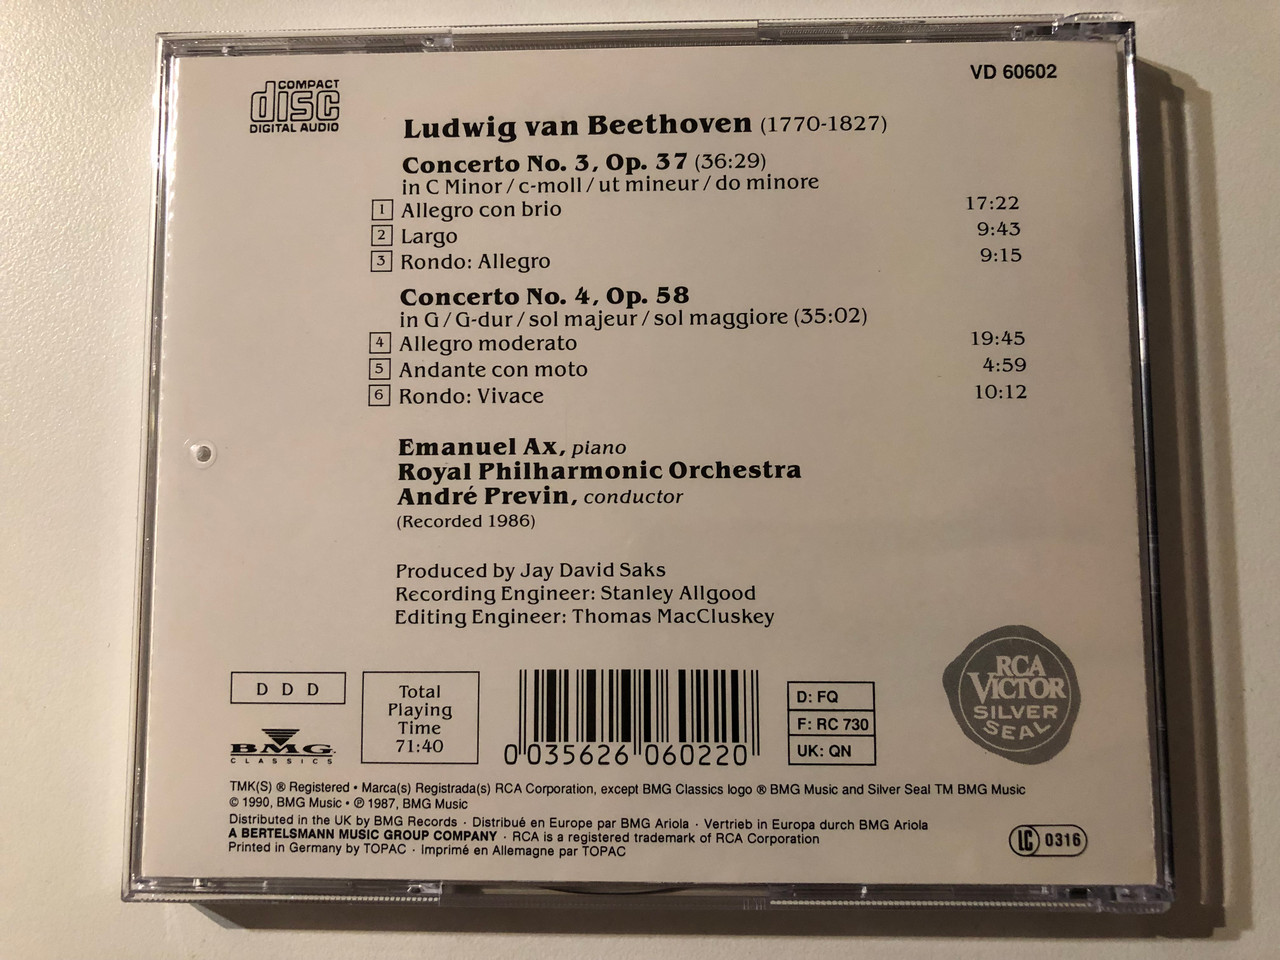 COMPACT
disc
DIGITAL AUDIO
VD 60602
Ludwig van Beethoven (1770-1827)
Concerto No. 3, Op. 37 (36:29)
in C Minor / c-moll / ut mineur / do minore
1 Allegro con brio 17:22
2 Largo 9:43
3 Rondo: Allegro 9:15
Concerto No. 4, Op. 58
in G / G-dur / sol majeur / sol maggiore (35:02)
4 Allegro moderato 19:45
5 Andante con moto 4:59
6 Rondo: Vivace 10:12
Emanuel Ax, piano
Royal Philharmonic Orchestra
André Previn, conductor
(Recorded 1986)
Produced by Jay David Saks
Recording Engineer: Stanley Allgood
Editing Engineer: Thomas MacCluskey
D D D
BMG
CLASSICS
Total
Playing
Time
71:40
0 035626 060220
D: FQ
F: RC 730
UK: QN
RCA
VICTOR
SILVER
SEAL
TMK(S) ® Registered • Marca(s) Registrada(s) RCA Corporation, except BMG Classics logo ® BMG Music and Silver Seal TM BMG Music
© 1990, BMG Music • ℗ 1987, BMG Music
Distributed in the UK by BMG Records · Distribué en Europe par BMG Ariola · Vertrieb in Europa durch BMG Ariola
A BERTELSMANN MUSIC GROUP COMPANY · RCA is a registered trademark of RCA Corporation
Printed in Germany by TOPAC · Imprimé en Allemagne par TOPAC
LC 0316